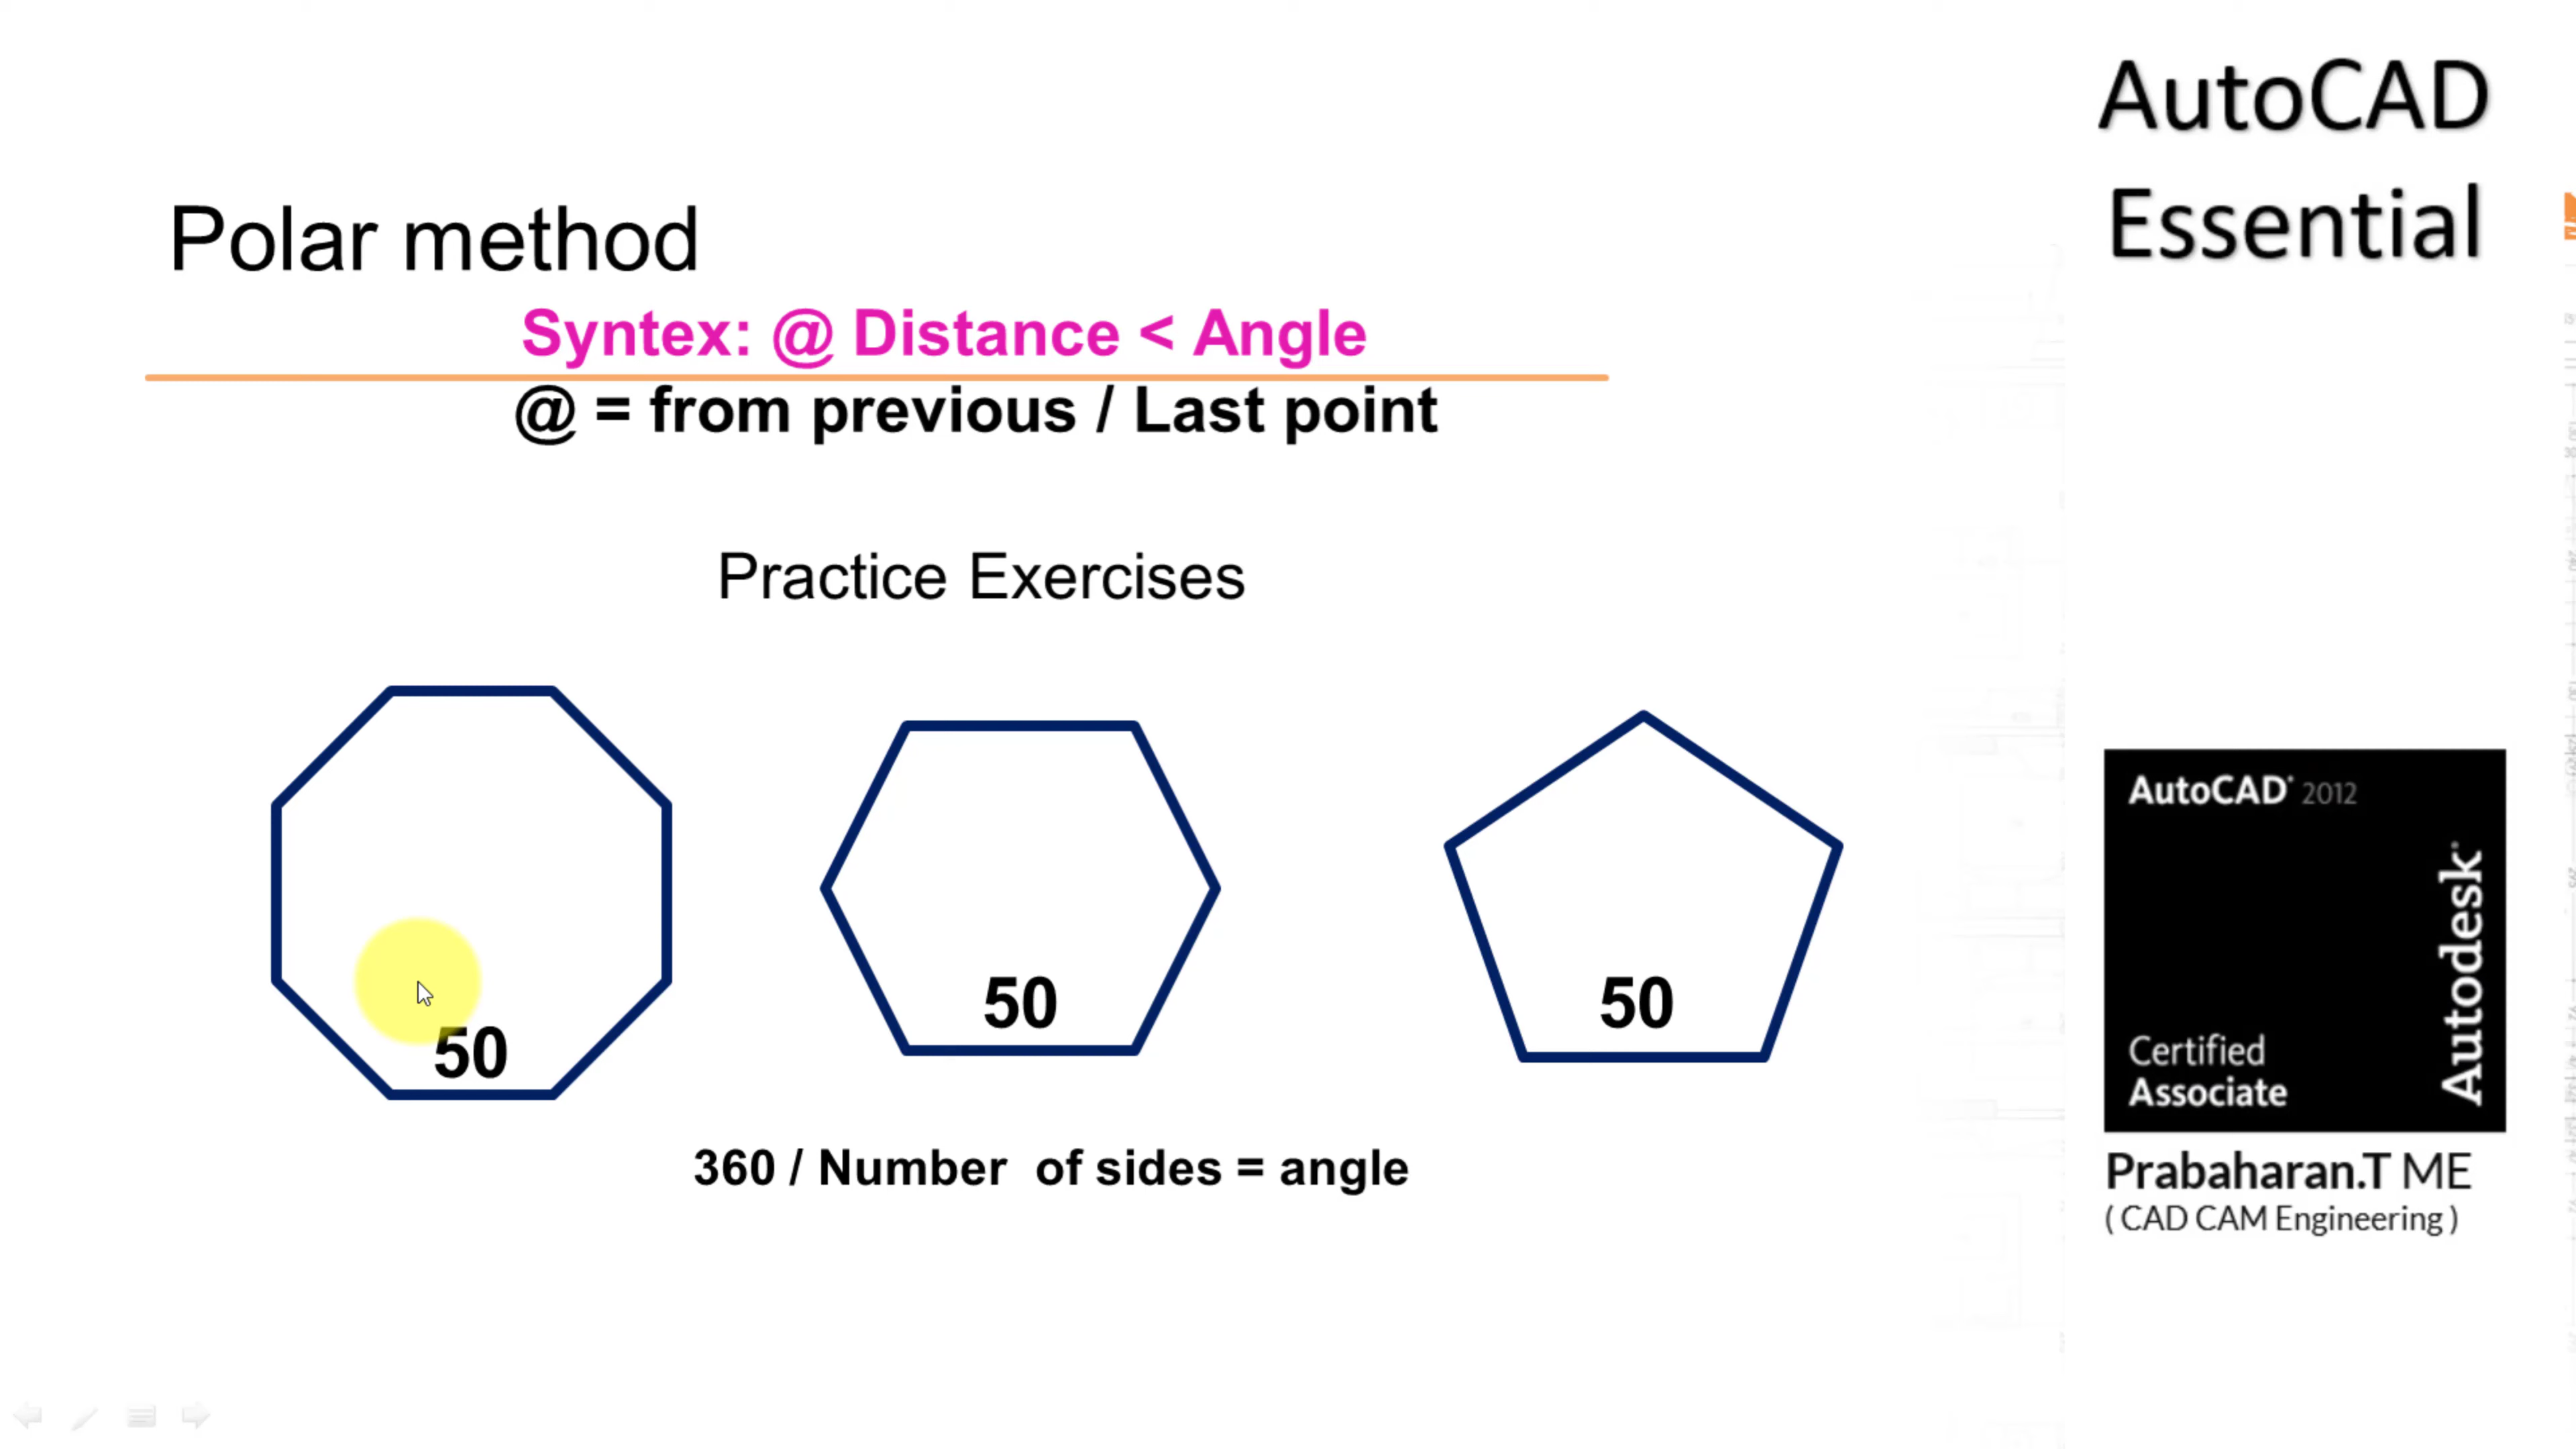 AutoCAD
Essential
Polar method
Syntex: @ Distance < Angle
@ = from previous / Last point
Practice Exercises
50
50
50
360 / Number of sides = angle
AutoCAD 2012
Autodesk
Certified
Associate
Prabaharan.T ME
( CAD CAM Engineering )